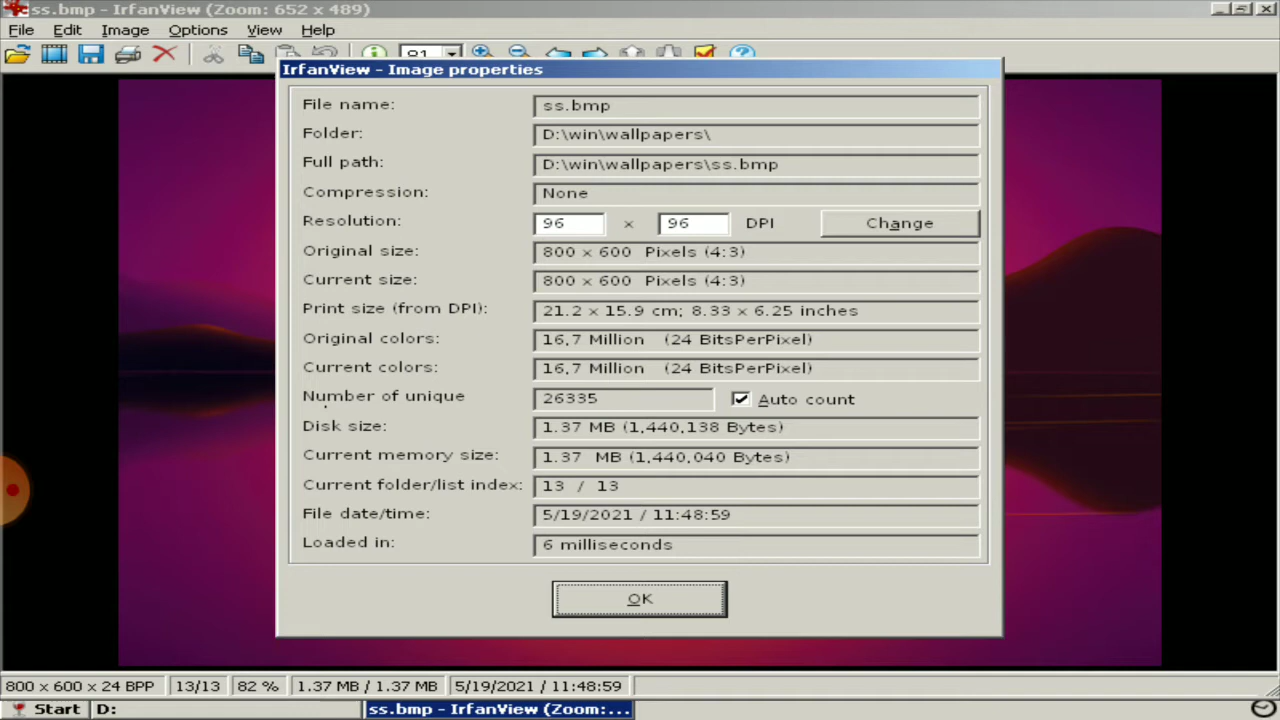 ss.bmp - IrfanView (Zoom: 652 x 489)
File Edit Image Options View Help
IrfanView - Image properties
File name: ss.bmp
Folder: D:\win\wallpapers\
Full path: D:\win\wallpapers\ss.bmp
Compression: None
Resolution: 96 x 96 DPI Change
Original size: 800 x 600 Pixels (4:3)
Current size: 800 x 600 Pixels (4:3)
Print size (from DPI): 21.2 x 15.9 cm; 8.33 x 6.25 inches
Original colors: 16,7 Million (24 BitsPerPixel)
Current colors: 16,7 Million (24 BitsPerPixel)
Number of unique 26335 Auto count
Disk size: 1.37 MB (1,440,138 Bytes)
Current memory size: 1.37 MB (1,440,040 Bytes)
Current folder/list index: 13 / 13
File date/time: 5/19/2021 / 11:48:59
Loaded in: 6 milliseconds
OK
800 x 600 x 24 BPP 13/13 82 % 1.37 MB / 1.37 MB 5/19/2021 / 11:48:59
Start D: ss.bmp - IrfanView (Zoom:...